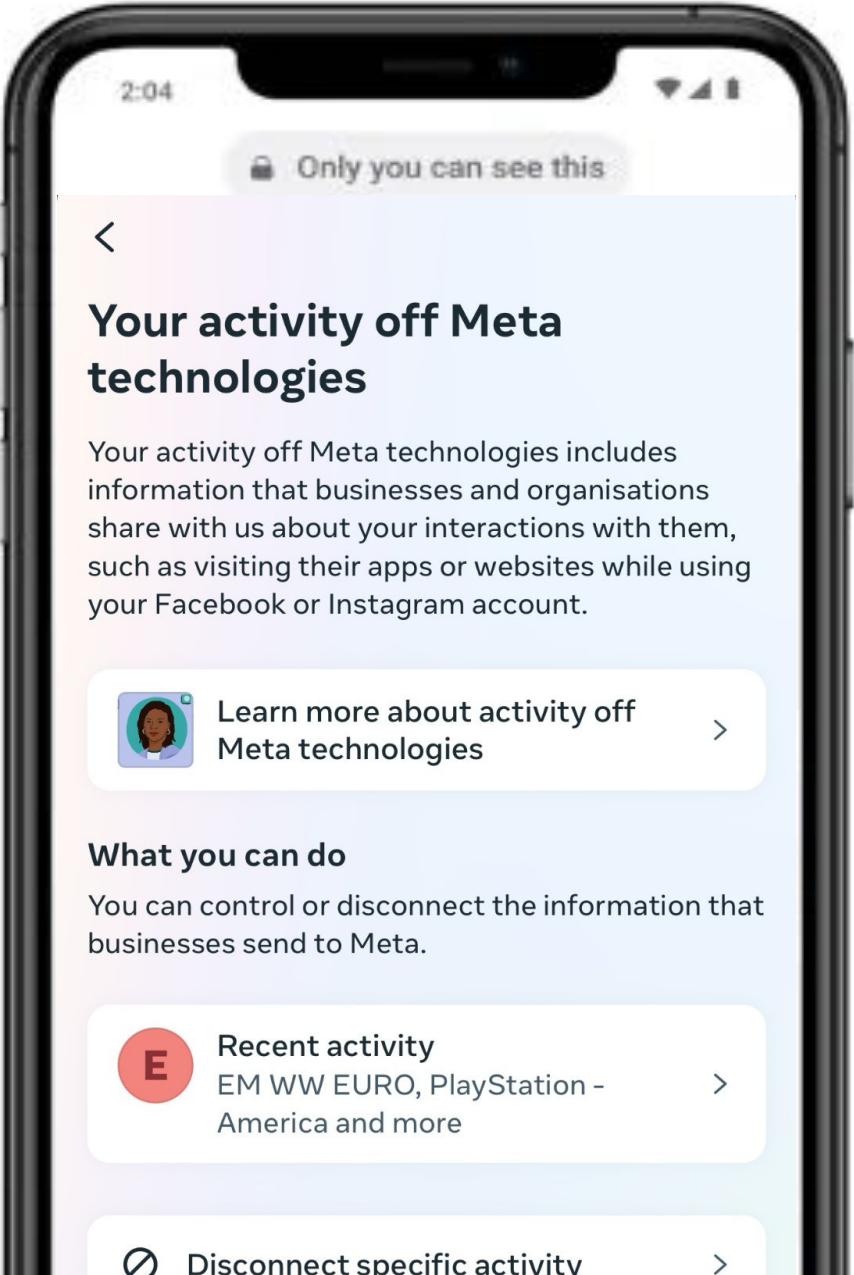 2:04
Only you can see this
Your activity off Meta
technologies
Your activity off Meta technologies includes
information that businesses and organisations
share with us about your interactions with them,
such as visiting their apps or websites while using
your Facebook or Instagram account.
Learn more about activity off
Meta technologies
What you can do
You can control or disconnect the information that
businesses send to Meta.
E
Recent activity
EM WW EURO, PlayStation -
America and more
Disconnect specific activity